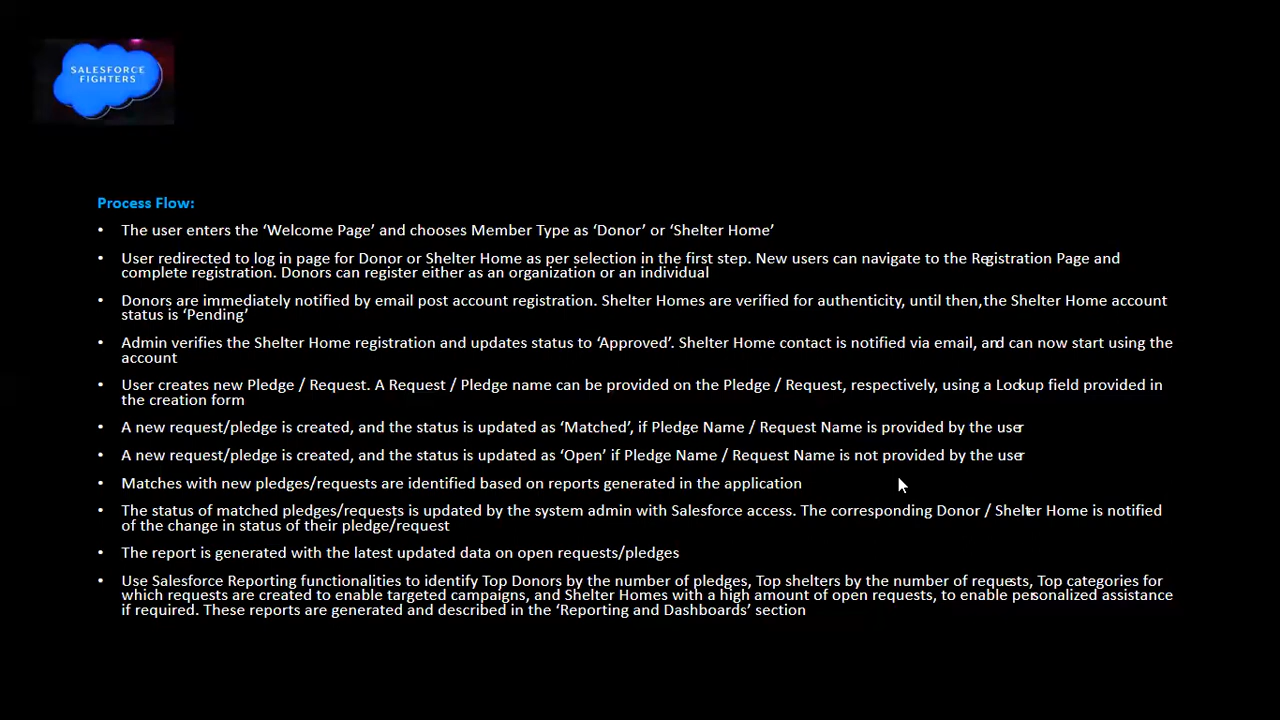 SALESFORCE
FIGHTERS
Process Flow:
• The user enters the ‘Welcome Page’ and chooses Member Type as ‘Donor’ or ‘Shelter Home’
• User redirected to log in page for Donor or Shelter Home as per selection in the first step. New users can navigate to the Registration Page and
complete registration. Donors can register either as an organization or an individual
• Donors are immediately notified by email post account registration. Shelter Homes are verified for authenticity, until then, the Shelter Home account
status is ‘Pending’
• Admin verifies the Shelter Home registration and updates status to ‘Approved’. Shelter Home contact is notified via email, and can now start using the
account
• User creates new Pledge / Request. A Request / Pledge name can be provided on the Pledge / Request, respectively, using a Lookup field provided in
the creation form
• A new request/pledge is created, and the status is updated as ‘Matched’, if Pledge Name / Request Name is provided by the user
• A new request/pledge is created, and the status is updated as ‘Open’ if Pledge Name / Request Name is not provided by the user
• Matches with new pledges/requests are identified based on reports generated in the application
• The status of matched pledges/requests is updated by the system admin with Salesforce access. The corresponding Donor / Shelter Home is notified
of the change in status of their pledge/request
• The report is generated with the latest updated data on open requests/pledges
• Use Salesforce Reporting functionalities to identify Top Donors by the number of pledges, Top shelters by the number of requests, Top categories for
which requests are created to enable targeted campaigns, and Shelter Homes with a high amount of open requests, to enable personalized assistance
if required. These reports are generated and described in the ‘Reporting and Dashboards’ section